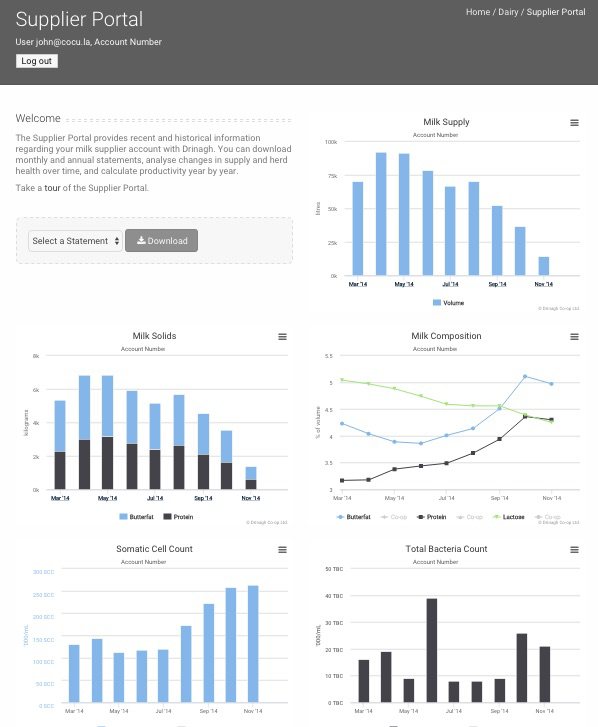 Supplier Portal
Home / Dairy / Supplier Portal
User john@cocu.la, Account Number
Log out
Welcome
The Supplier Portal provides recent and historical information
regarding your milk supplier account with Drinagh. You can download
monthly and annual statements, analyse changes in supply and herd
health over time, and calculate productivity year by year.
Take a tour of the Supplier Portal.
Select a Statement
Download
Milk Supply
Account Number
100k
75k
50k
25k
0k
litres
Mar '14 May '14 Jul '14 Sep '14 Nov '14
Volume
© Drinagh Co-op Ltd.
Milk Solids
Account Number
8k
6k
4k
2k
0k
kilograms
Mar '14 May '14 Jul '14 Sep '14 Nov '14
Butterfat Protein
© Drinagh Co-op Ltd.
Milk Composition
Account Number
5.5
5
4.5
4
3.5
3
% of volume
Mar '14 May '14 Jul '14 Sep '14 Nov '14
Butterfat Co-op Protein Co-op Lactose Co-op
© Drinagh Co-op Ltd.
Somatic Cell Count
Account Number
300 SCC
250 SCC
200 SCC
150 SCC
100 SCC
50 SCC
0 SCC
'000/mL
Mar '14 May '14 Jul '14 Sep '14 Nov '14
Total Bacteria Count
Account Number
50 TBC
40 TBC
30 TBC
20 TBC
10 TBC
0 TBC
'000/mL
Mar '14 May '14 Jul '14 Sep '14 Nov '14